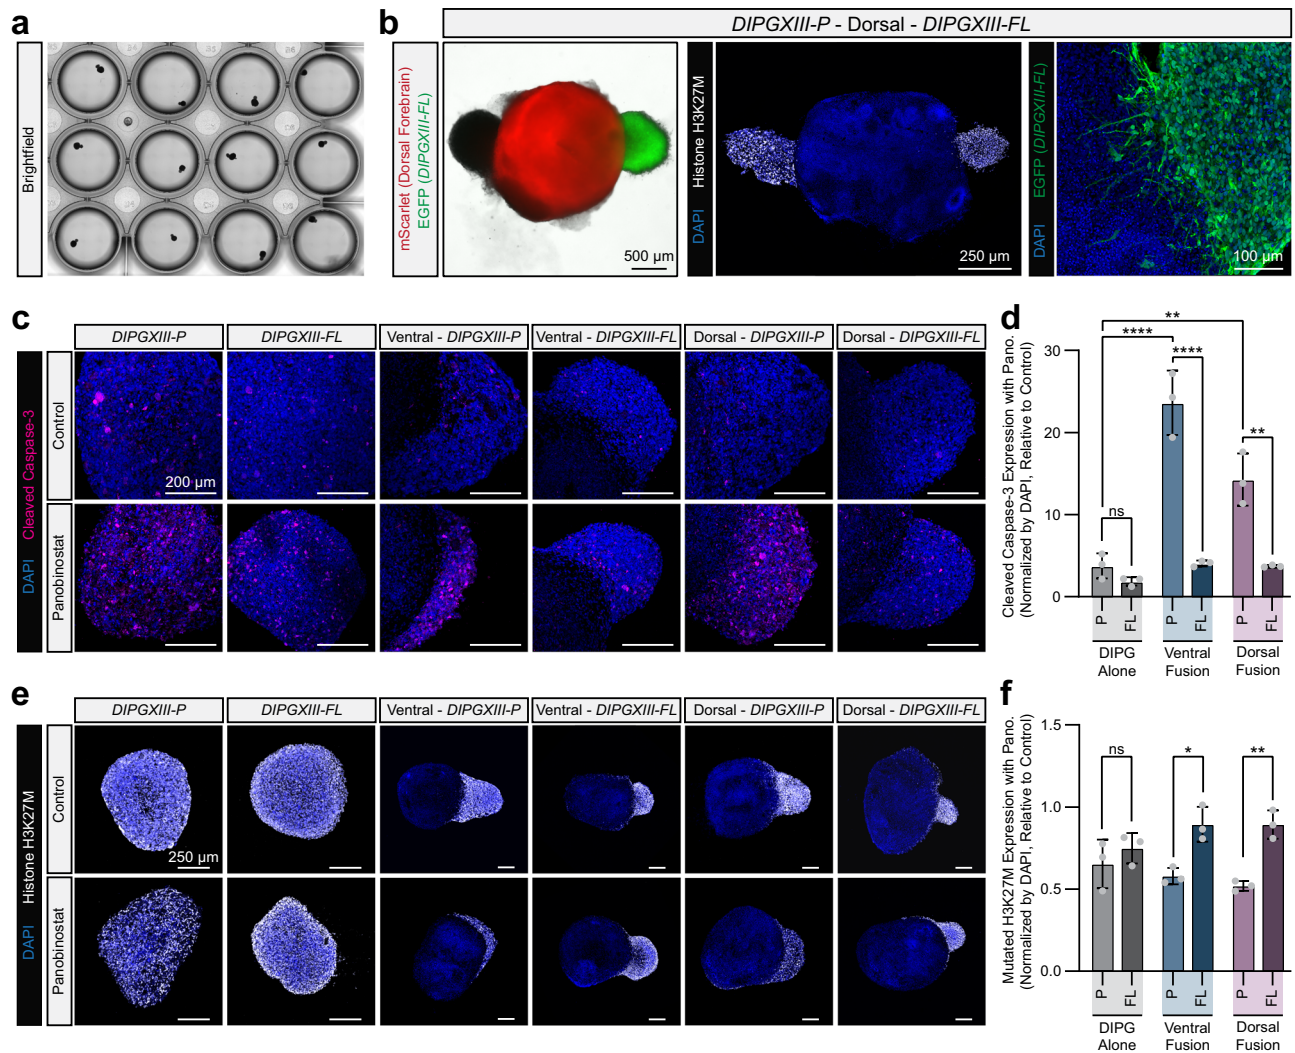 a
Brightfield
b
DIPGXIII-P - Dorsal - DIPGXIII-FL
mScarlet (Dorsal Forebrain)
EGFP (DIPGXIII-FL)
500 µm
DAPI Histone H3K27M
250 µm
DAPI EGFP (DIPGXIII-FL)
100 µm
c
DIPGXIII-P
DIPGXIII-FL
Ventral - DIPGXIII-P
Ventral - DIPGXIII-FL
Dorsal - DIPGXIII-P
Dorsal - DIPGXIII-FL
DAPI Cleaved Caspase-3
Control
200 µm
Panobinostat
d
Cleaved Caspase-3 Expression with Pano.
(Normalized by DAPI, Relative to Control)
30
20
10
0
**
****
****
**
ns
P
FL
P
FL
P
FL
DIPG
Alone
Ventral
Fusion
Dorsal
Fusion
e
DIPGXIII-P
DIPGXIII-FL
Ventral - DIPGXIII-P
Ventral - DIPGXIII-FL
Dorsal - DIPGXIII-P
Dorsal - DIPGXIII-FL
DAPI Histone H3K27M
Control
250 µm
Panobinostat
f
Mutated H3K27M Expression with Pano.
(Normalized by DAPI, Relative to Control)
1.5
1.0
0.5
0.0
ns
*
**
P
FL
P
FL
P
FL
DIPG
Alone
Ventral
Fusion
Dorsal
Fusion